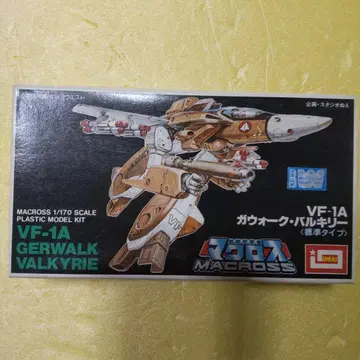 企画・スタジオぬえ
MACROSS 1/170 SCALE
PLASTIC MODEL KIT
VF-1A
GERWALK
VALKYRIE
VF-1A
ガウォーク・バルキリー
〈標準タイプ〉
マクロス
MACROSS